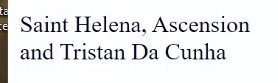 Saint Helena, Ascension
and Tristan Da Cunha